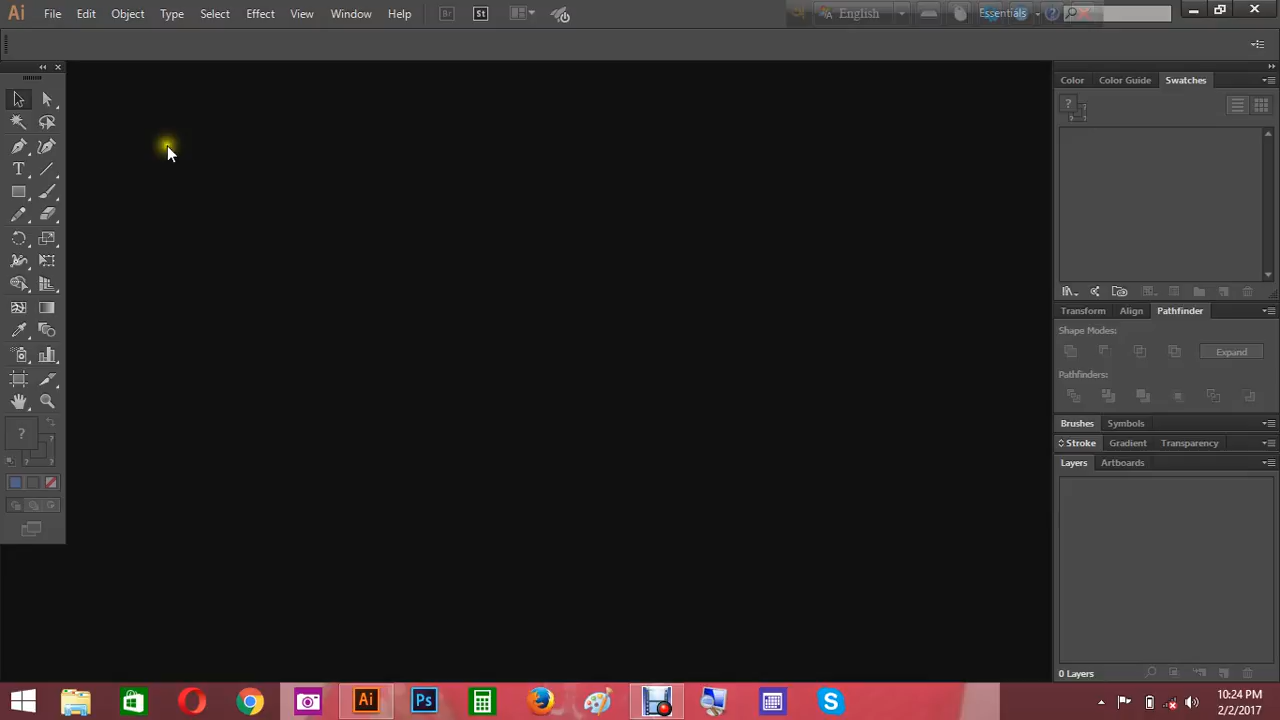 Ai File Edit Object Type Select Effect View Window Help Br St English Essentials
Color Color Guide Swatches
?
T
Transform Align Pathfinder
Shape Modes:
Expand
Pathfinders:
Brushes Symbols
Stroke Gradient Transparency
Layers Artboards
?
0 Layers
Ai Ps S
10:24 PM
2/2/2017